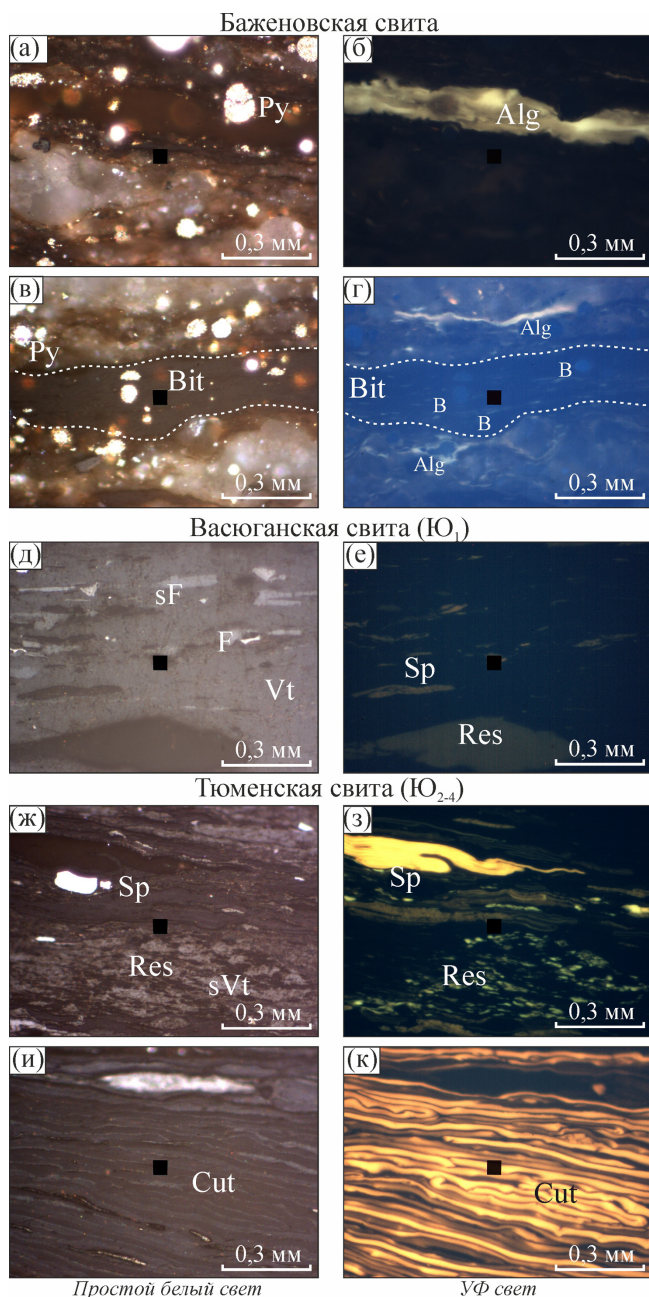 Баженовская свита
(а)
Py
0,3 мм
(б)
Alg
0,3 мм
(в)
Py
Bit
0,3 мм
(г)
Alg
Bit
B
B
B
Alg
0,3 мм
Васюганская свита (Ю₁)
(д)
sF
F
Vt
0,3 мм
(е)
Sp
Res
0,3 мм
Тюменская свита (Ю₂₋₄)
(ж)
Sp
Res
sVt
0,3 мм
(з)
Sp
Res
0,3 мм
(и)
Cut
0,3 мм
(к)
Cut
0,3 мм
Простой белый свет
УФ свет